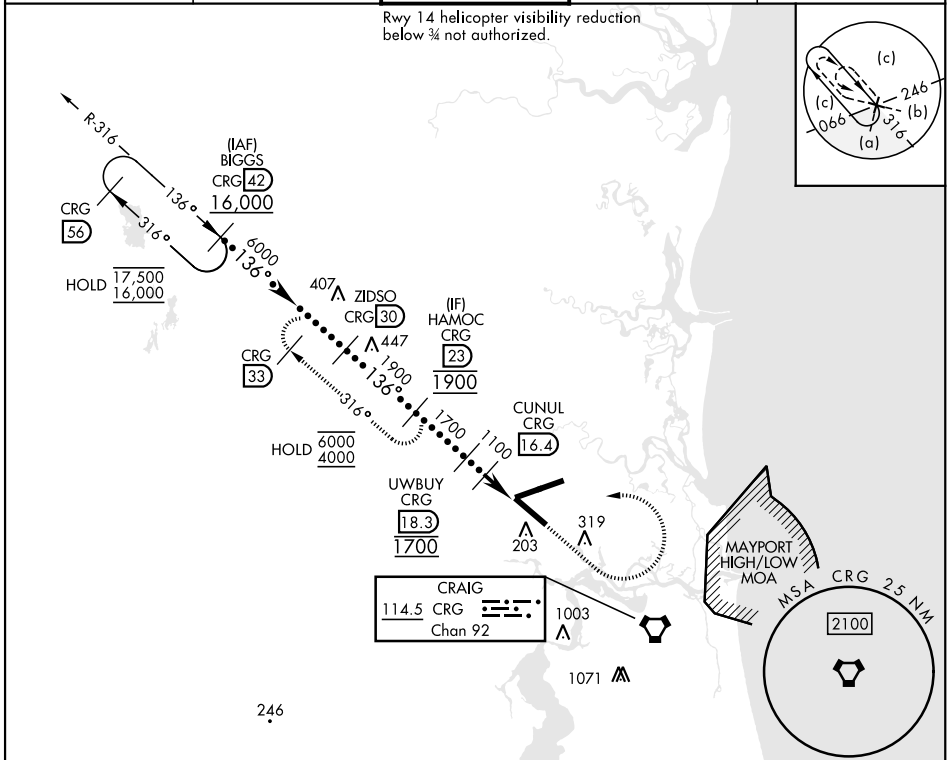 Rwy 14 helicopter visibility reduction
below ¾ not authorized.
(c)
(c)
246
(b)
066
316
(a)
R-316
(IAF)
BIGGS
CRG 42
16,000
136°
CRG
56
316°
6000
136°
HOLD 17,500
16,000
407
ZIDSO
CRG 30
447
(IF)
HAMOC
CRG
23
1900
CRG
33
1900
136°
316°
1700
1100
CUNUL
CRG
16.4
HOLD 6000
4000
UWBUY
CRG
18.3
1700
203
319
MAYPORT
HIGH/LOW
MOA
CRAIG
114.5 CRG
Chan 92
1003
1071
MSA CRG 25 NM
2100
246